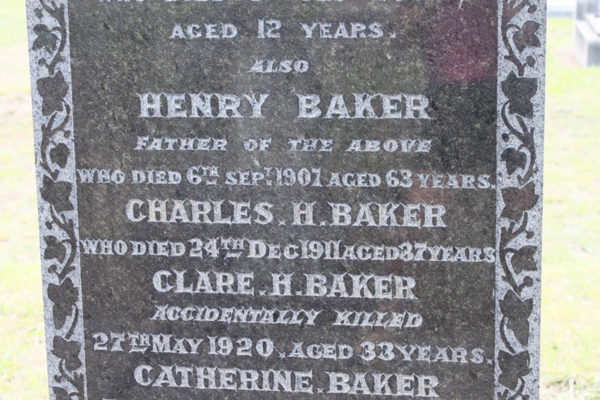 AGED 12 YEARS.
ALSO
HENRY BAKER
FATHER OF THE ABOVE
WHO DIED 6TH SEPT 1907 AGED 63 YEARS.
CHARLES. H. BAKER
WHO DIED 24TH DEC 1911 AGED 37 YEARS
CLARE. H. BAKER
ACCIDENTALLY KILLED
27TH MAY 1920. AGED 33 YEARS.
CATHERINE. BAKER